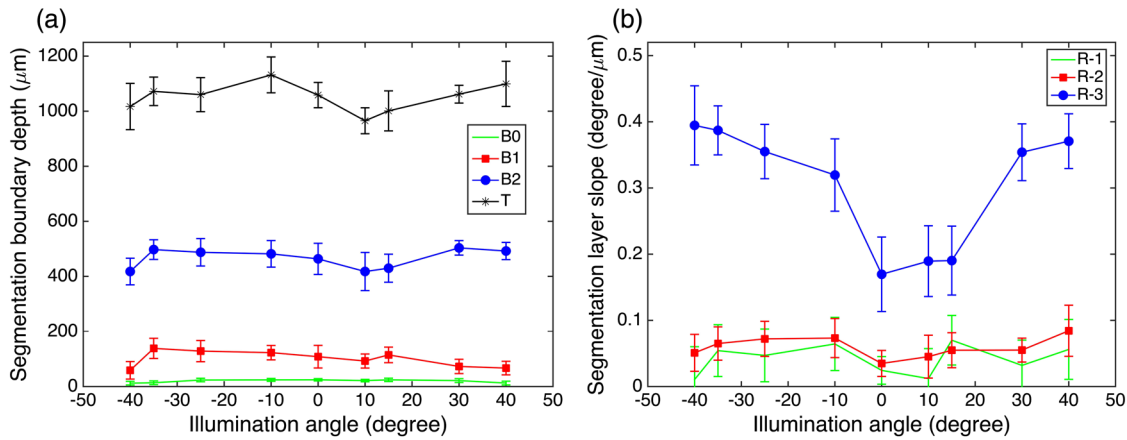 (a)
Segmentation boundary depth (μm)
1200
1000
800
600
400
200
0
B0
B1
B2
T
-50 -40 -30 -20 -10 0 10 20 30 40 50
Illumination angle (degree)
(b)
Segmentation layer slope (degree/μm)
0.5
0.4
0.3
0.2
0.1
0
R-1
R-2
R-3
-50 -40 -30 -20 -10 0 10 20 30 40 50
Illumination angle (degree)